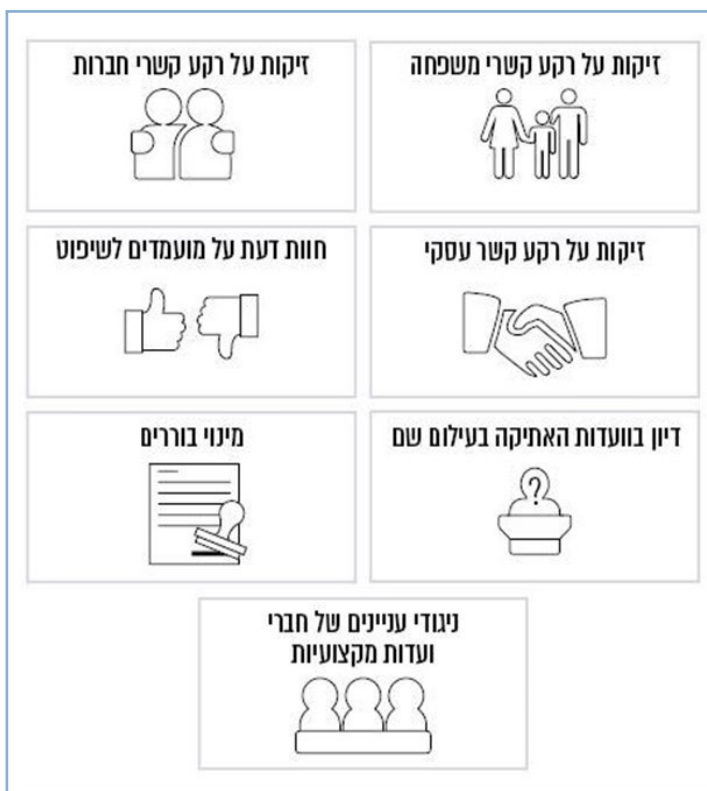 זיקות על רקע קשרי משפחה
זיקות על רקע קשרי חברות
זיקות על רקע קשר עסקי
חוות דעת על מועמדים לשיפוט
דיון בוועדות האתיקה בעילום שם
?
מינוי בוררים
ניגודי עניינים של חברי
ועדות מקצועיות